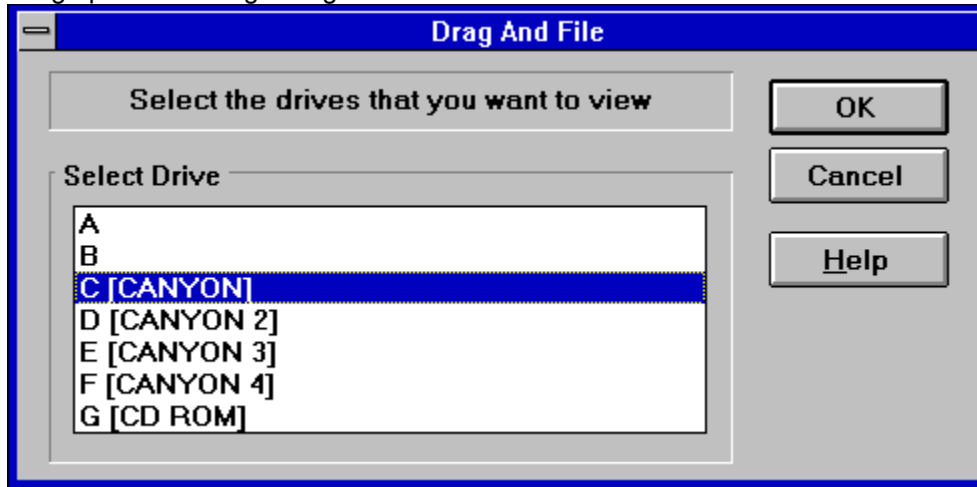 Drag And File
Select the drives that you want to view
OK
Cancel
Help
Select Drive
A
B
C [CANYON]
D [CANYON 2]
E [CANYON 3]
F [CANYON 4]
G [CD ROM]